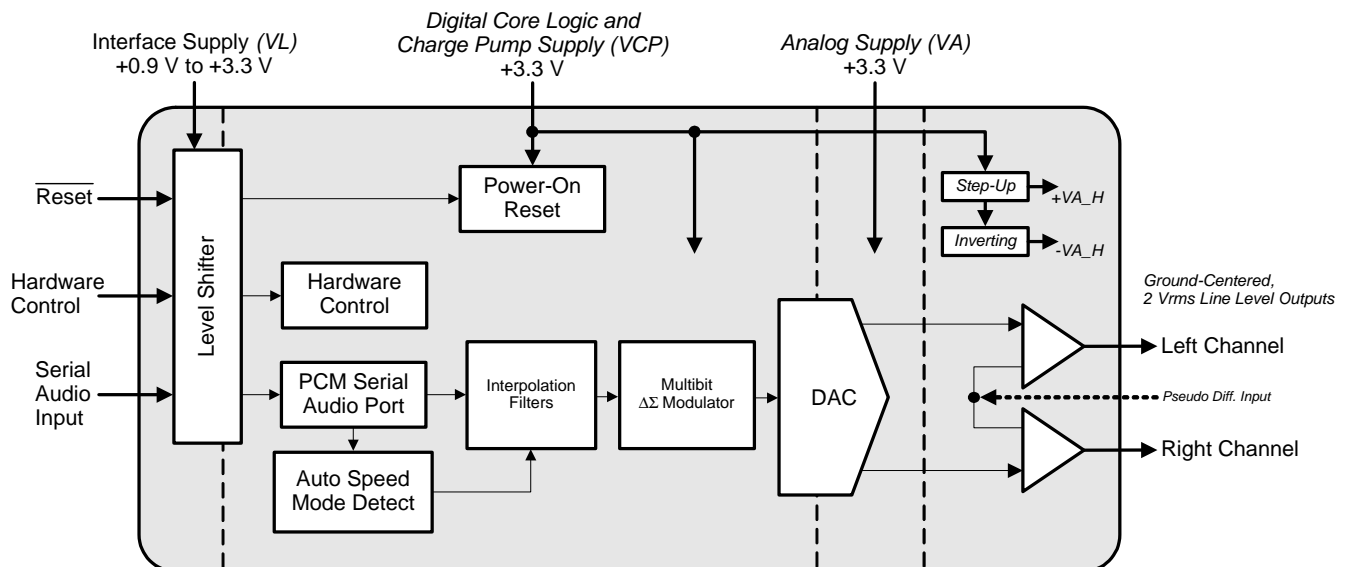 Interface Supply (VL)
+0.9 V to +3.3 V
Digital Core Logic and
Charge Pump Supply (VCP)
+3.3 V
Analog Supply (VA)
+3.3 V
Reset
Hardware
Control
Serial
Audio
Input
Level Shifter
Power-On
Reset
Hardware
Control
PCM Serial
Audio Port
Auto Speed
Mode Detect
Interpolation
Filters
Multibit
ΔΣ Modulator
DAC
Step-Up
+VA_H
Inverting
-VA_H
Ground-Centered,
2 Vrms Line Level Outputs
Left Channel
Pseudo Diff. Input
Right Channel